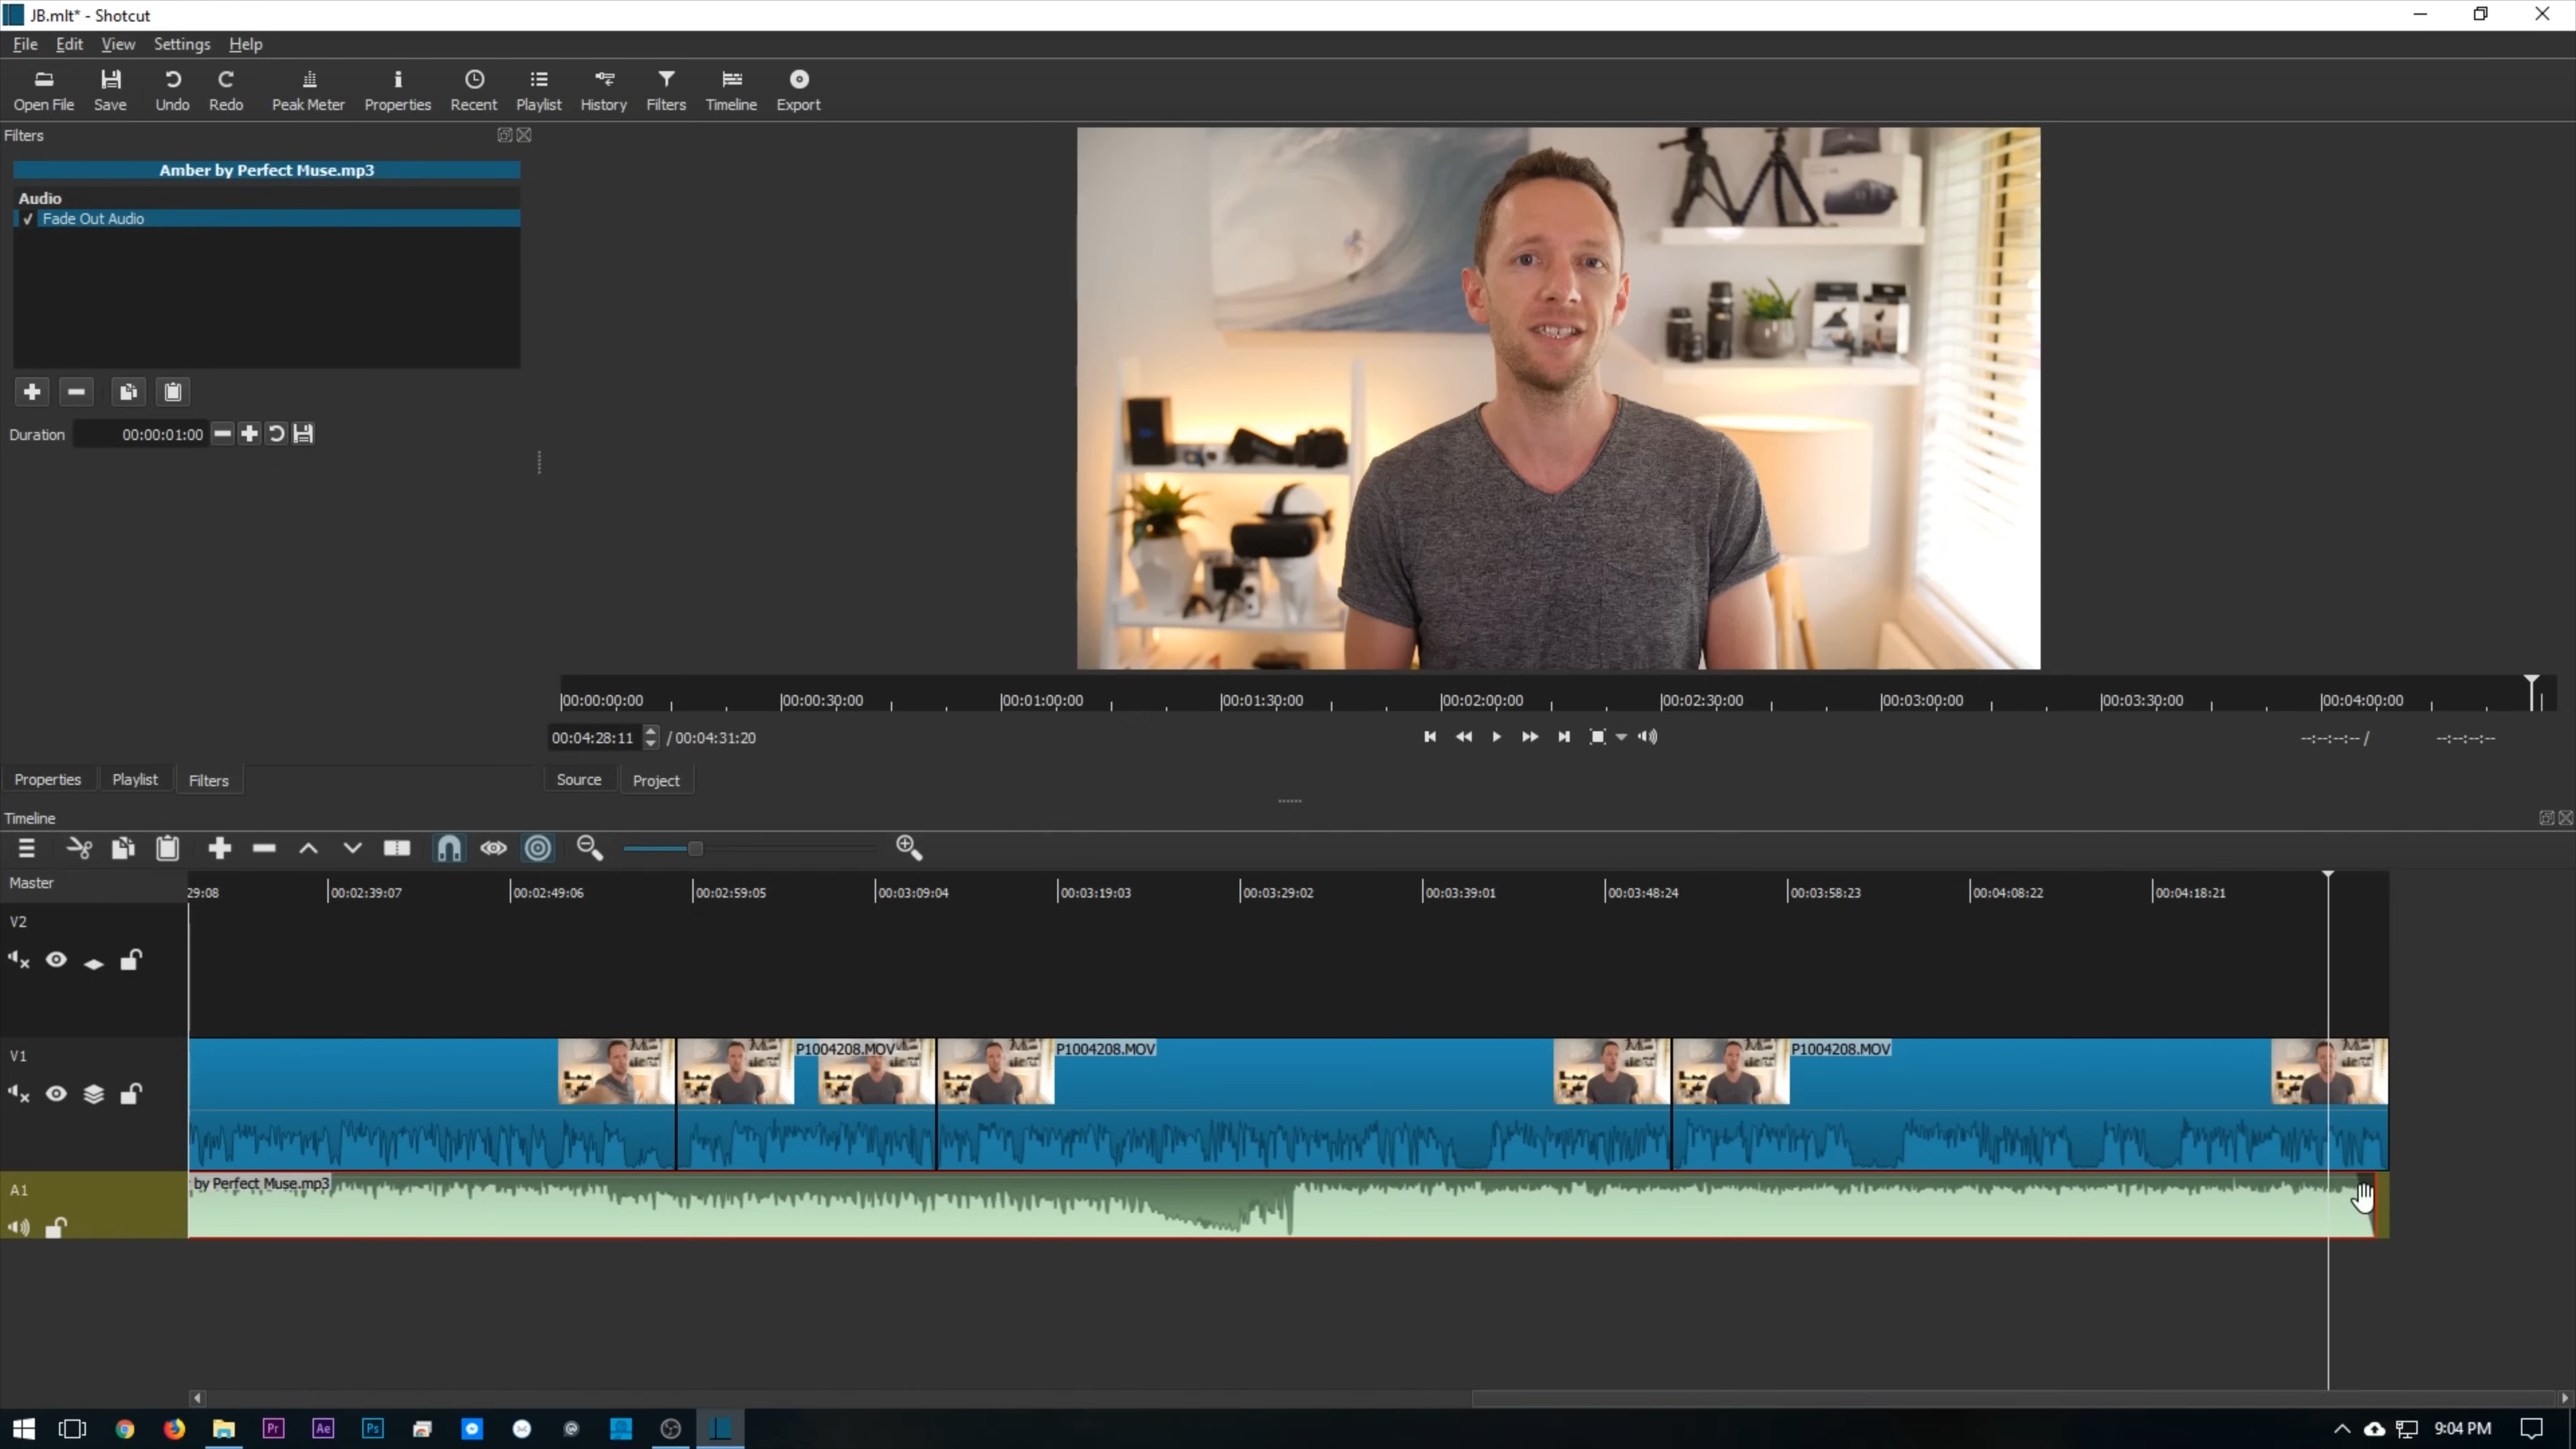 JB.mlt* - Shotcut
File Edit View Settings Help
Open File Save Undo Redo Peak Meter Properties Recent Playlist History Filters Timeline Export
Filters
Amber by Perfect Muse.mp3
Audio
Fade Out Audio
Duration 00:00:01:00
00:00:00:00 00:00:30:00 00:01:00:00 00:01:30:00 00:02:00:00 00:02:30:00 00:03:00:00 00:03:30:00 00:04:00:00
00:04:28:11 / 00:04:31:20 --:--:--:-- / --:--:--:--
Properties Playlist Filters Source Project
Timeline
Master 29:08 00:02:39:07 00:02:49:06 00:02:59:05 00:03:09:04 00:03:19:03 00:03:29:02 00:03:39:01 00:03:48:24 00:03:58:23 00:04:08:22 00:04:18:21
V2
V1 P1004208.MOV P1004208.MOV P1004208.MOV
A1 by Perfect Muse.mp3
Pr Ae Ps 9:04 PM